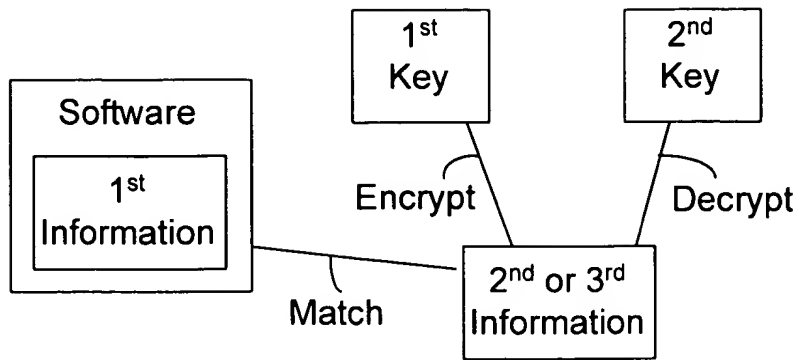 1st
Key
2nd
Key
Software
1st
Information
Encrypt
Decrypt
2nd or 3rd
Information
Match